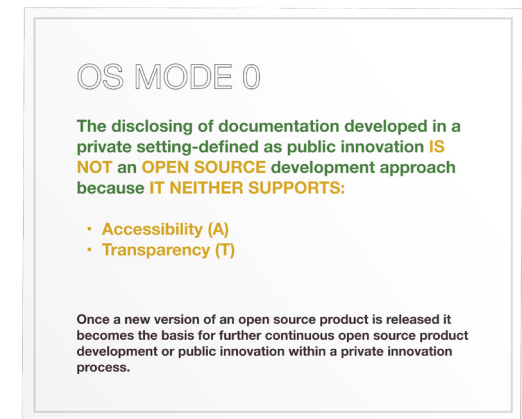 OS MODE 0
The disclosing of documentation developed in a
private setting-defined as public innovation IS
NOT an OPEN SOURCE development approach
because IT NEITHER SUPPORTS:
• Accessibility (A)
• Transparency (T)
Once a new version of an open source product is released it
becomes the basis for further continuous open source product
development or public innovation within a private innovation
process.